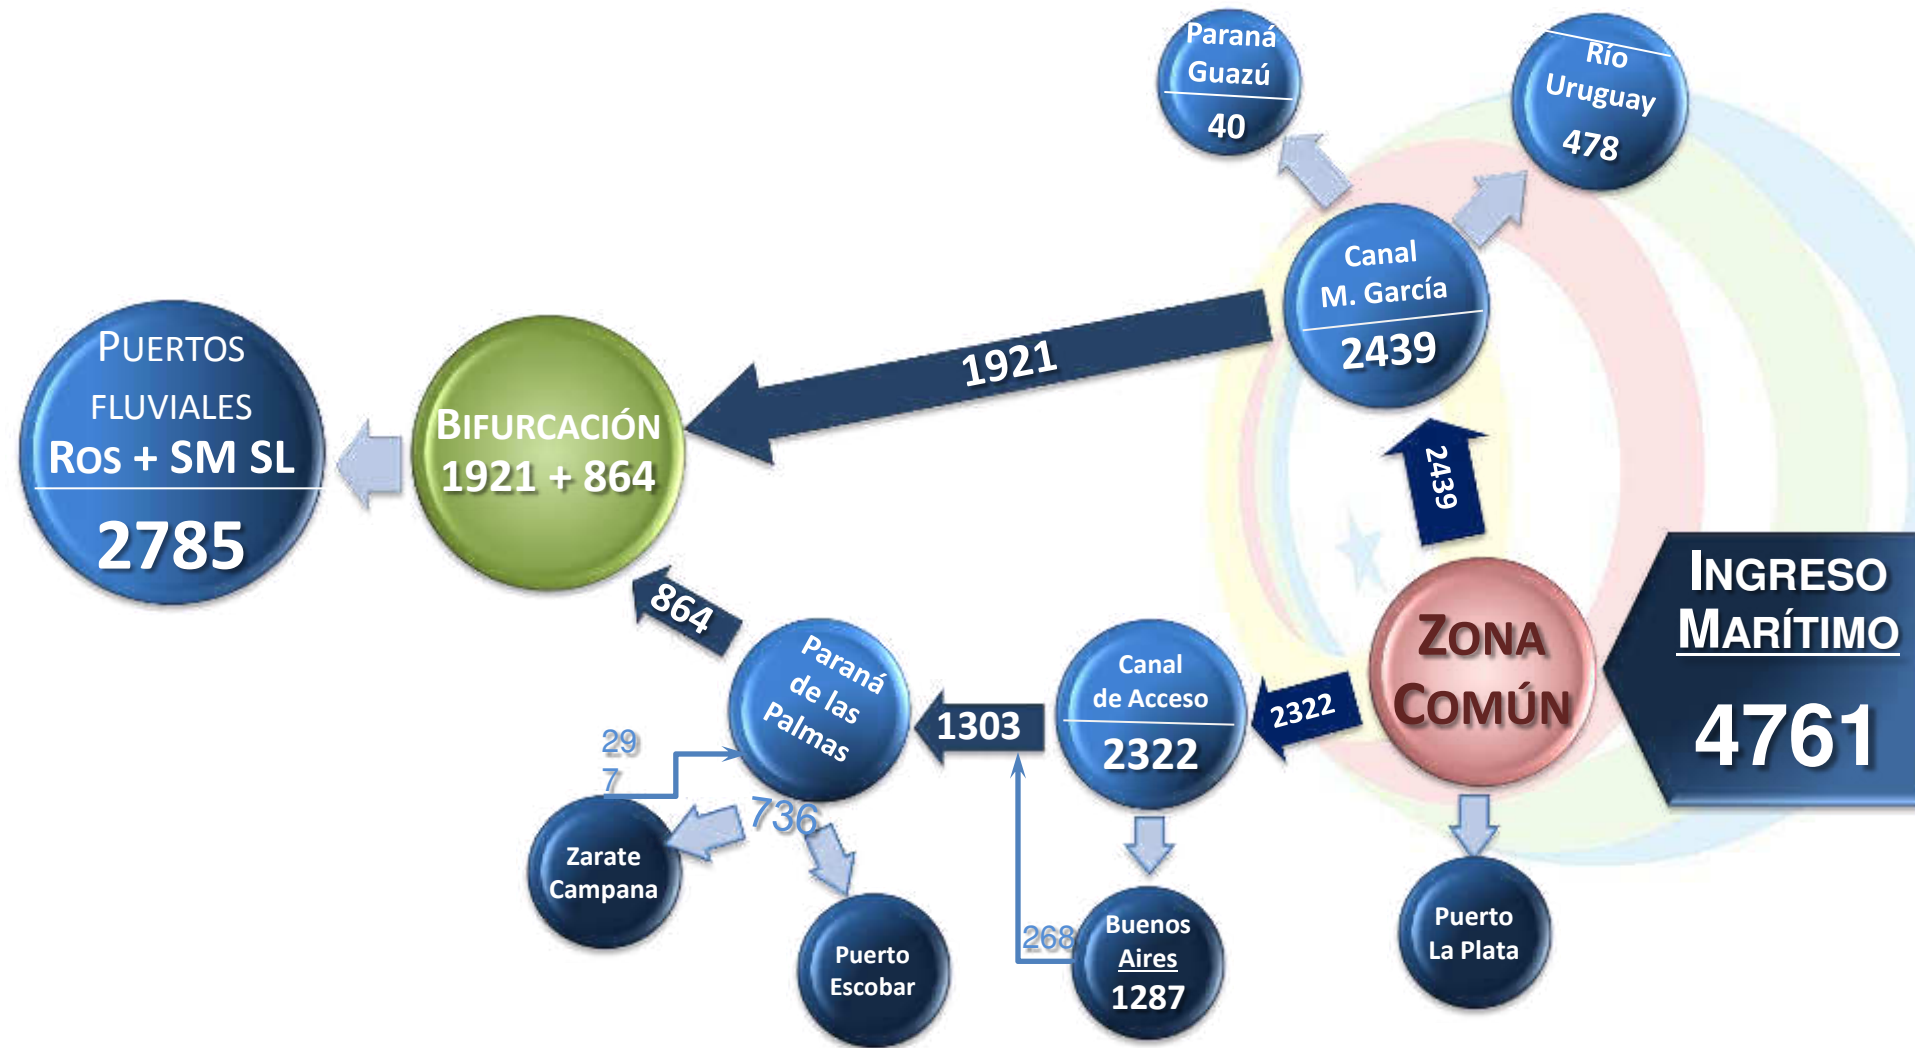 Paraná
Guazú
40
Río
Uruguay
478
Canal
M. García
2439
1921
PUERTOS
FLUVIALES
ROS + SM SL
2785
BIFURCACIÓN
1921 + 864
2439
INGRESO
MARÍTIMO
4761
ZONA
COMÚN
2322
Canal
de Acceso
2322
1303
864
Paraná
de las
Palmas
29
7
736
Zarate
Campana
Puerto
Escobar
268
Buenos
Aires
1287
Puerto
La Plata